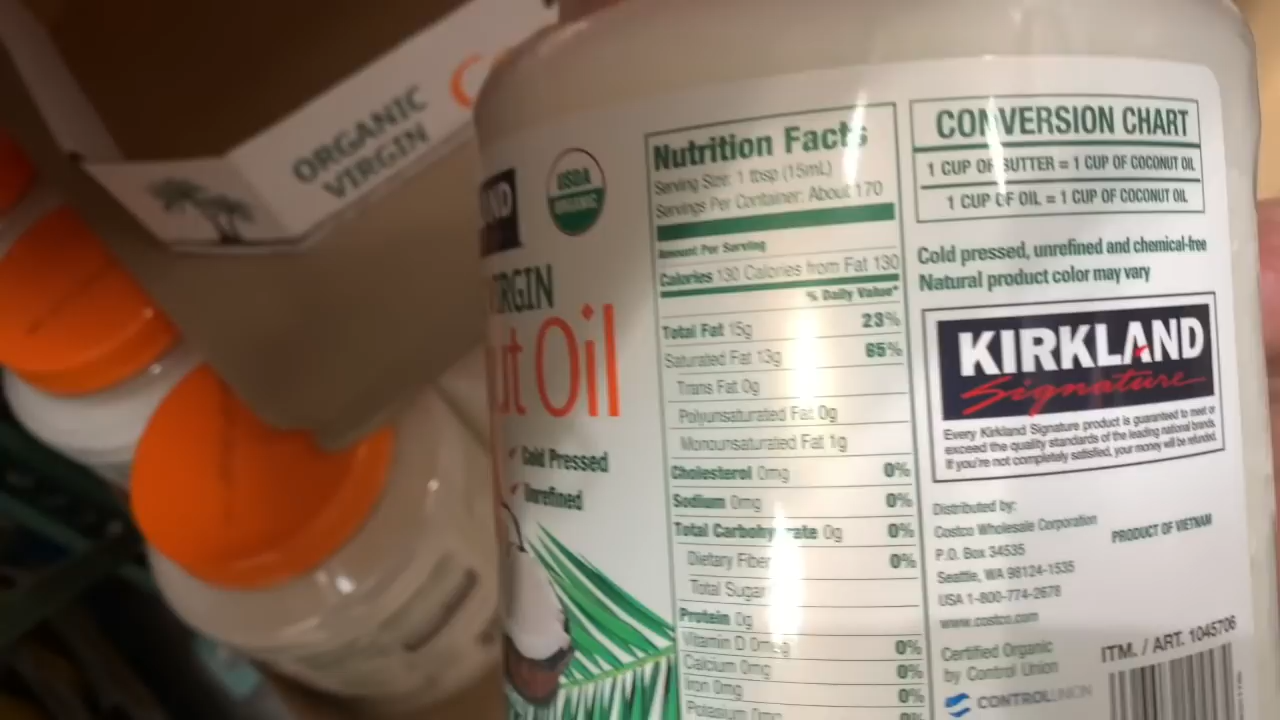 ORGANIC
VIRGIN
USDA
ORGANIC
Oil
Cold Pressed
Unrefined
Nutrition Facts
Serving Size: 1 tbsp (15mL)
Servings Per Container: About 170
Amount Per Serving
Calories 130 Calories from Fat 130
% Daily Value*
Total Fat 15g 23%
Saturated Fat 13g 65%
Trans Fat 0g
Polyunsaturated Fat 0g
Monounsaturated Fat 1g
Cholesterol 0mg 0%
Sodium 0mg 0%
Total Carbohydrate 0g 0%
Dietary Fiber 0%
Total Sugar
Protein 0g
Vitamin D 0mcg 0%
Calcium 0mg 0%
Iron 0mg 0%
Potassium 0mg 0%
CONVERSION CHART
1 CUP OF BUTTER = 1 CUP OF COCONUT OIL
1 CUP OF OIL = 1 CUP OF COCONUT OIL
Cold pressed, unrefined and chemical-free
Natural product color may vary
KIRKLAND
Signature
Every Kirkland Signature product is guaranteed to meet or
exceed the quality standards of the leading national brands.
If you're not completely satisfied, your money will be refunded.
Distributed by:
Costco Wholesale Corporation
P.O. Box 34535
Seattle, WA 98124-1535
USA 1-800-774-2678
www.costco.com
PRODUCT OF VIETNAM
Certified Organic
by Control Union
CONTROLUNION
ITM. / ART. 1045706